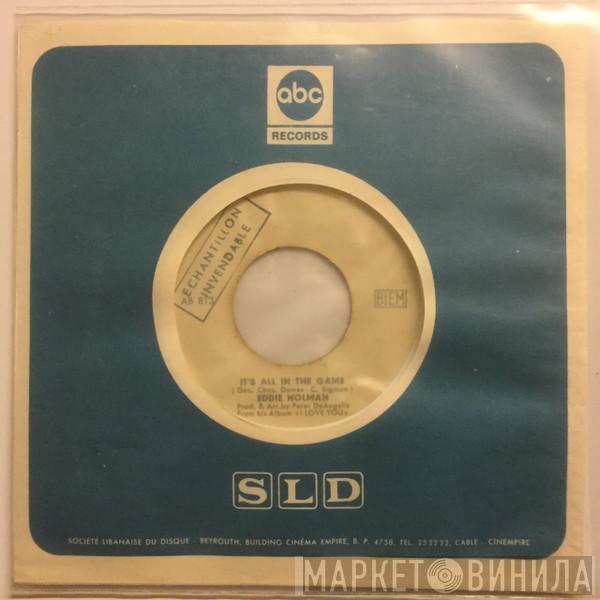 abc
RECORDS
ECHANTILLON
INVENDABLE
AB 813
BIEM
IT'S ALL IN THE GAME
( Gen. Chas. Dawes - C. Sigman )
EDDIE HOLMAN
Prod. & Arr. by Peter DeAngelis
From his Album «I LOVE YOU»
SLD
SOCIÉTÉ LIBANAISE DU DISQUE - BEYROUTH, BUILDING CINÉMA EMPIRE, B. P. 4758, TEL. 252222, CABLE : CINEMPIRE
МАРКЕТ ВИНИЛА